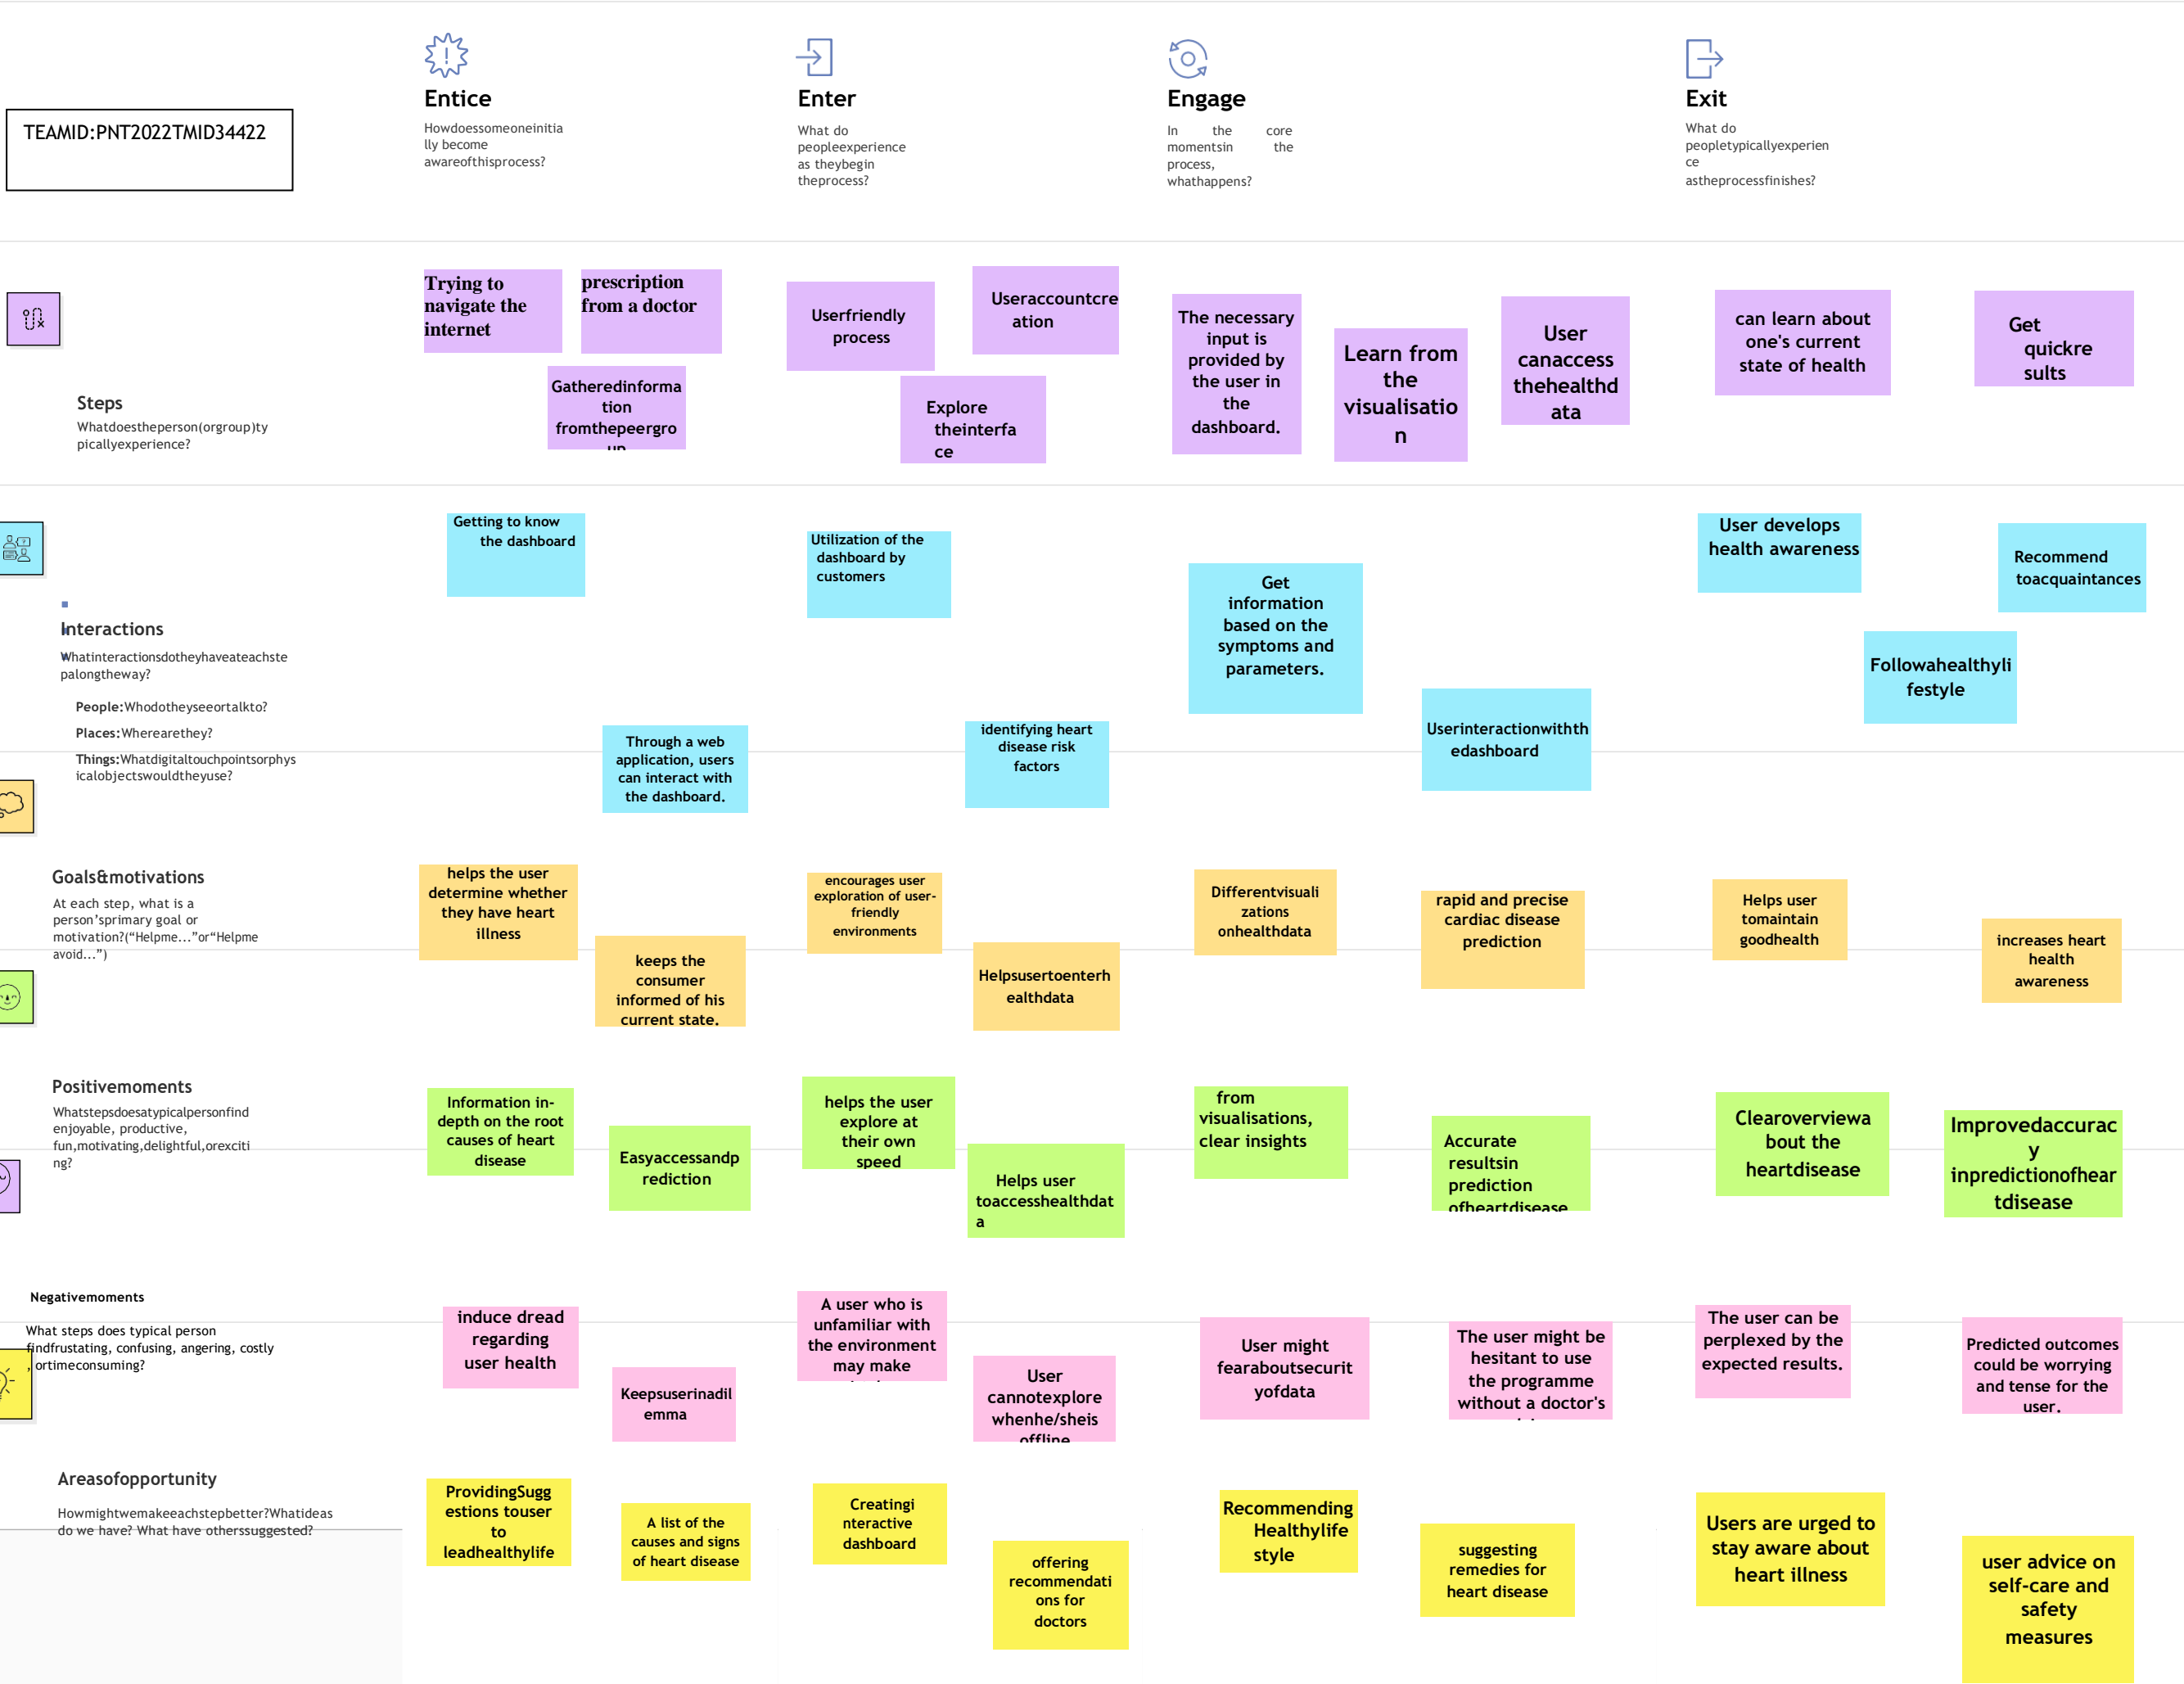 TEAMID:PNT2022TMID34422
Entice
Howdoessomeoneinitia
lly become
awareofthisprocess?
Enter
What do
peopleexperience
as theybegin
theprocess?
Engage
In the core
momentsin the
process,
whathappens?
Exit
What do
peopletypicallyexperien
ce
astheprocessfinishes?
Steps
Whatdoestheperson(orgroup)ty
picallyexperience?
Trying to
navigate the
internet
prescription
from a doctor
Gatheredinforma
tion
fromthepeergro
up
Userfriendly
process
Useraccountcre
ation
Explore
theinterfa
ce
The necessary
input is
provided by
the user in
the
dashboard.
Learn from
the
visualisatio
n
User
canaccess
thehealthd
ata
can learn about
one's current
state of health
Get
quickre
sults
Interactions
Whatinteractionsdotheyhaveateachste
palongtheway?
People:Whodotheyseeortalkto?
Places:Wherearethey?
Things:Whatdigitaltouchpointsorphys
icalobjectswouldtheyuse?
Getting to know
the dashboard
Through a web
application, users
can interact with
the dashboard.
Utilization of the
dashboard by
customers
identifying heart
disease risk
factors
Get
information
based on the
symptoms and
parameters.
Userinteractionwithth
edashboard
User develops
health awareness
Recommend
toacquaintances
Followahealthyli
festyle
Goals&motivations
At each step, what is a
person’sprimary goal or
motivation?(“Helpme...”or“Helpme
avoid...”)
helps the user
determine whether
they have heart
illness
keeps the
consumer
informed of his
current state.
encourages user
exploration of user-
friendly
environments
Helpsusertoenterh
ealthdata
Differentvisuali
zations
onhealthdata
rapid and precise
cardiac disease
prediction
Helps user
tomaintain
goodhealth
increases heart
health
awareness
Positivemoments
Whatstepsdoesatypicalpersonfind
enjoyable, productive,
fun,motivating,delightful,orexciti
ng?
Information in-
depth on the root
causes of heart
disease
Easyaccessandp
rediction
helps the user
explore at
their own
speed
Helps user
toaccesshealthdat
a
from
visualisations,
clear insights
Accurate
resultsin
prediction
ofheartdisease
Clearoverviewa
bout the
heartdisease
Improvedaccurac
y
inpredictionofhear
tdisease
Negativemoments
What steps does typical person
findfrustating, confusing, angering, costly
, ortimeconsuming?
induce dread
regarding
user health
Keepsuserinadil
emma
A user who is
unfamiliar with
the environment
may make
User
cannotexplore
whenhe/sheis
offline
User might
fearaboutsecurit
yofdata
The user might be
hesitant to use
the programme
without a doctor's
The user can be
perplexed by the
expected results.
Predicted outcomes
could be worrying
and tense for the
user.
Areasofopportunity
Howmightwemakeeachstepbetter?Whatideas
do we have? What have otherssuggested?
ProvidingSugg
estions touser
to
leadhealthylife
A list of the
causes and signs
of heart disease
Creatingi
nteractive
dashboard
offering
recommendati
ons for
doctors
Recommending
Healthylife
style
suggesting
remedies for
heart disease
Users are urged to
stay aware about
heart illness
user advice on
self-care and
safety
measures